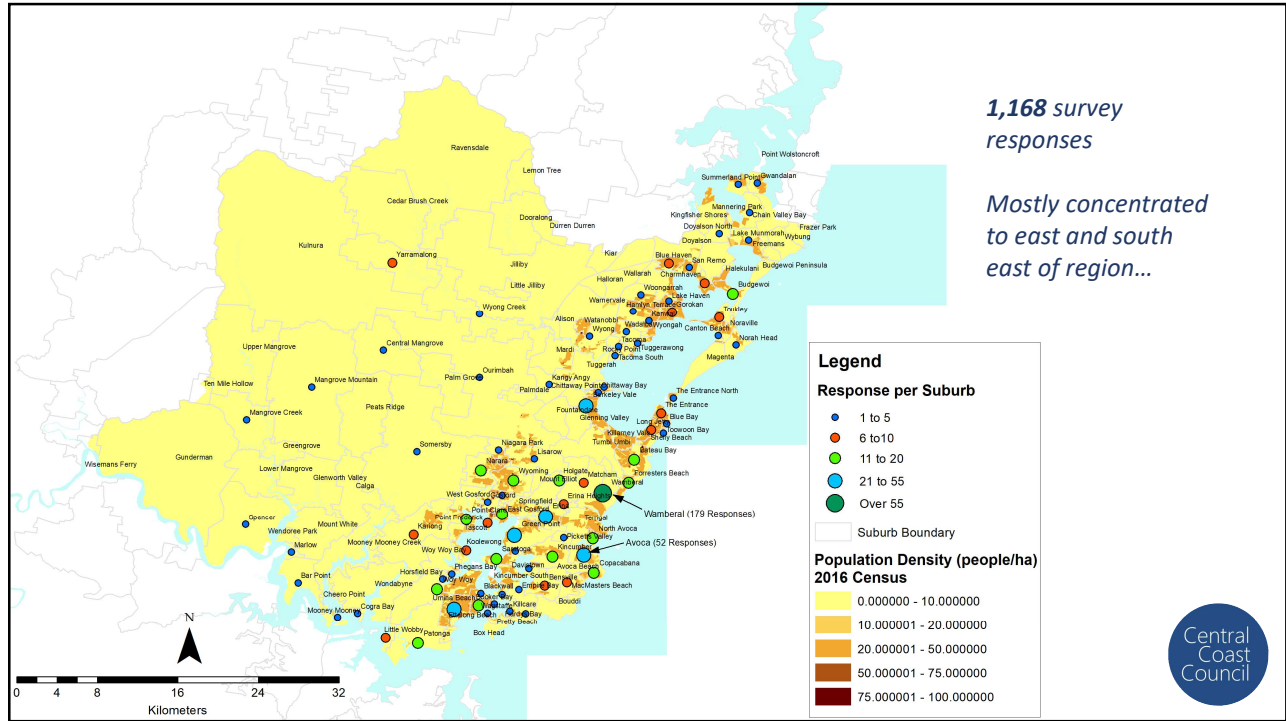 1,168 survey
responses
Mostly concentrated
to east and south
east of region…
Point Wolstoncroft
Ravensdale
Lemon Tree
Summerland Point
Gwandalan
Cedar Brush Creek
Mannering Park
Kingfisher Shores
Chain Valley Bay
Dooralong
Durren Durren
Doyalson North
Frazer Park
Lake Munmorah
Wybung
Freemans
Doyalson
Kulnura
Kiar
Blue Haven
San Remo
Budgewoi Peninsula
Yarramalong
Wallarah
Charmhaven
Halekulani
Jilliby
Halloran
Budgewoi
Little Jilliby
Woongarrah
Lake Haven
Warnervale
Hamlyn Terrace
Gorokan
Toukley
Wyong Creek
Kanwal
Alison
Watanobbi
Wadalba
Wyongah
Noraville
Wyong
Canton Beach
Tacoma
Tuggerawong
Norah Head
Upper Mangrove
Central Mangrove
Mardi
Rocky Point
Tacoma South
Magenta
Tuggerah
Ourimbah
Palm Grove
Kangy Angy
Ten Mile Hollow
Mangrove Mountain
Palmdale
Chittaway Point
Chittaway Bay
Berkeley Vale
The Entrance North
Peats Ridge
Fountaindale
The Entrance
Mangrove Creek
Glenning Valley
Long Jetty
Blue Bay
Toowoon Bay
Killarney Vale
Shelly Beach
Greengrove
Somersby
Niagara Park
Tumbi Umbi
Gunderman
Lisarow
Bateau Bay
Wisemans Ferry
Lower Mangrove
Narara
Wyoming
Holgate
Matcham
Forresters Beach
Glenworth Valley
Mount Elliot
Wamberal
Calga
West Gosford
Gosford
Erina Heights
Springfield
Erina
Wamberal (179 Responses)
Spencer
Mount White
Point Clare
East Gosford
Point Frederick
Green Point
Terrigal
Wendoree Park
Kariong
Tascott
North Avoca
Mooney Mooney Creek
Koolewong
Picketts Valley
Avoca (52 Responses)
Marlow
Woy Woy Bay
Saratoga
Kincumber
Phegans Bay
Davistown
Avoca Beach
Copacabana
Horsfield Bay
Kincumber South
Bensville
Bar Point
Wondabyne
Woy Woy
Blackwall
Empire Bay
MacMasters Beach
Cheero Point
Umina Beach
Booker Bay
Bouddi
Cogra Bay
Wagstaffe
Killcare
Mooney Mooney
Ettalong Beach
Hardys Bay
Pretty Beach
Little Wobby
Box Head
Patonga
N
0 4 8 16 24 32
Kilometers
Legend
Response per Suburb
1 to 5
6 to10
11 to 20
21 to 55
Over 55
Suburb Boundary
Population Density (people/ha)
2016 Census
0.000000 - 10.000000
10.000001 - 20.000000
20.000001 - 50.000000
50.000001 - 75.000000
75.000001 - 100.000000
Central
Coast
Council